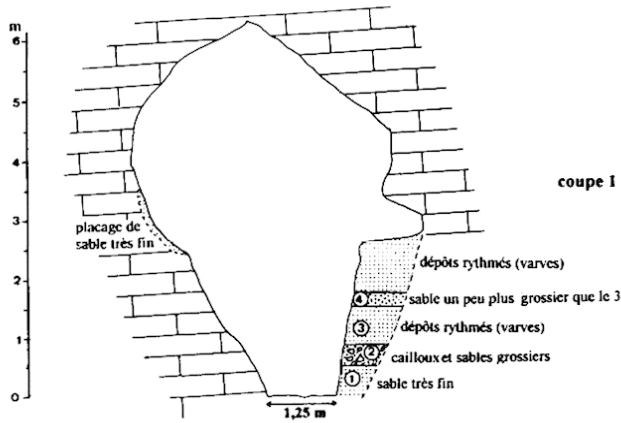 m
6
5
4
3
2
1
0
coupe I
placage de
sable très fin
dépôts rythmés (varves)
4 sable un peu plus grossier que le 3
3 dépôts rythmés (varves)
2 cailloux et sables grossiers
1 sable très fin
1,25 m